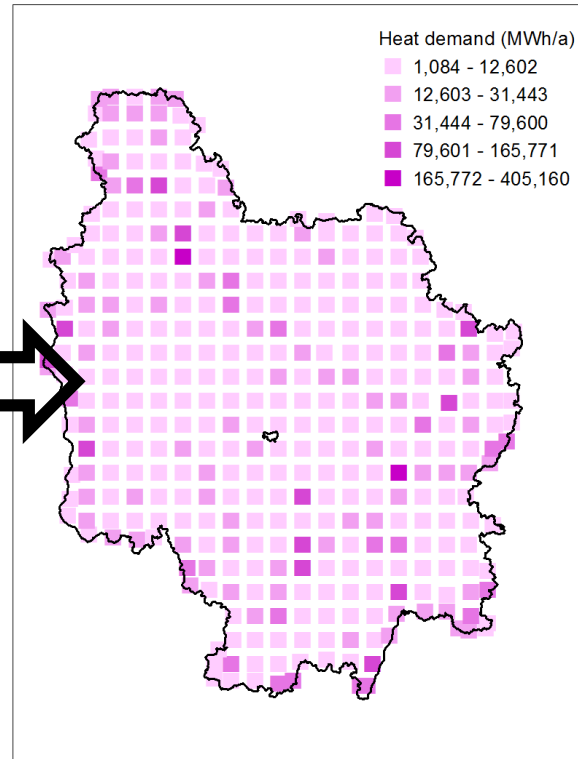 Heat demand (MWh/a)
1,084 - 12,602
12,603 - 31,443
31,444 - 79,600
79,601 - 165,771
165,772 - 405,160